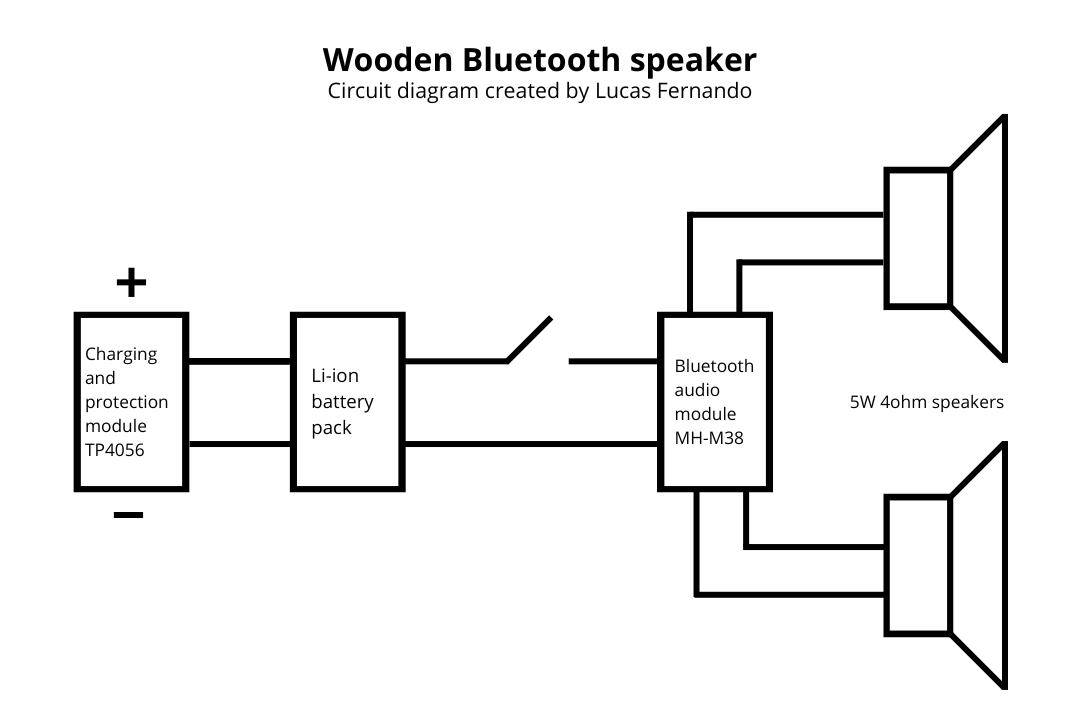 Wooden Bluetooth speaker
Circuit diagram created by Lucas Fernando
+
Charging
and
protection
module
TP4056
−
Li-ion
battery
pack
Bluetooth
audio
module
MH-M38
5W 4ohm speakers